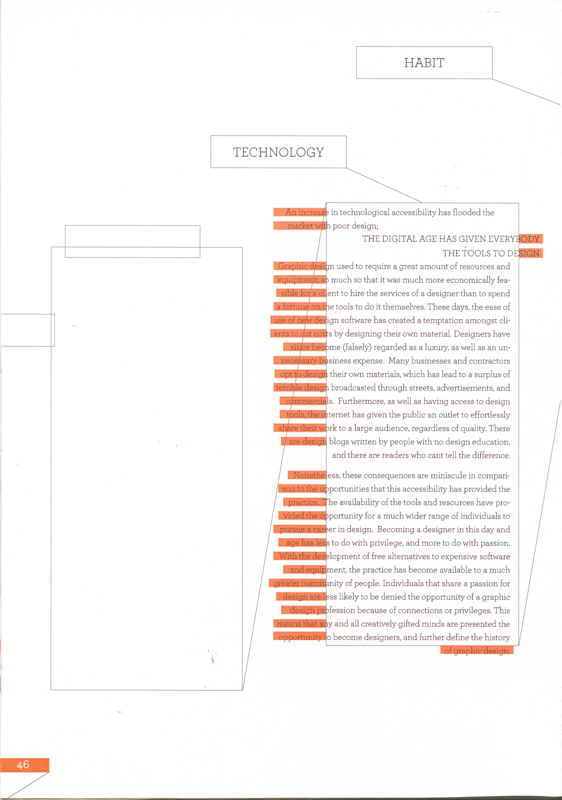 HABIT
TECHNOLOGY
An increase in technological accessibility has flooded the
market with poor design;
THE DIGITAL AGE HAS GIVEN EVERYBODY
THE TOOLS TO DESIGN
Graphic design used to require a great amount of resources and
equipment; so much so that it was much more economically fea-
sible for a client to hire the services of a designer than to spend
a fortune on the tools to do it themselves. These days, the ease of
use of new design software has created a temptation amongst cli-
ents to cut costs by designing their own material. Designers have
since become (falsely) regarded as a luxury, as well as an un-
necessary business expense. Many businesses and contractors
opt to design their own materials, which has lead to a surplus of
terrible design broadcasted through streets, advertisements, and
commercials. Furthermore, as well as having access to design
tools, the internet has given the public an outlet to effortlessly
share their work to a large audience, regardless of quality. There
are design blogs written by people with no design education,
and there are readers who cant tell the difference.
Nonetheless, these consequences are miniscule in compari-
son to the opportunities that this accessibility has provided the
practice. The availability of the tools and resources have pro-
vided the opportunity for a much wider range of individuals to
pursue a career in design. Becoming a designer in this day and
age has less to do with privilege, and more to do with passion.
With the development of free alternatives to expensive software
and equipment, the practice has become available to a much
greater community of people. Individuals that share a passion for
design are less likely to be denied the opportunity of a graphic
design profession because of connections or privileges. This
means that any and all creatively gifted minds are presented the
opportunity to become designers, and further define the history
of graphic design.
46